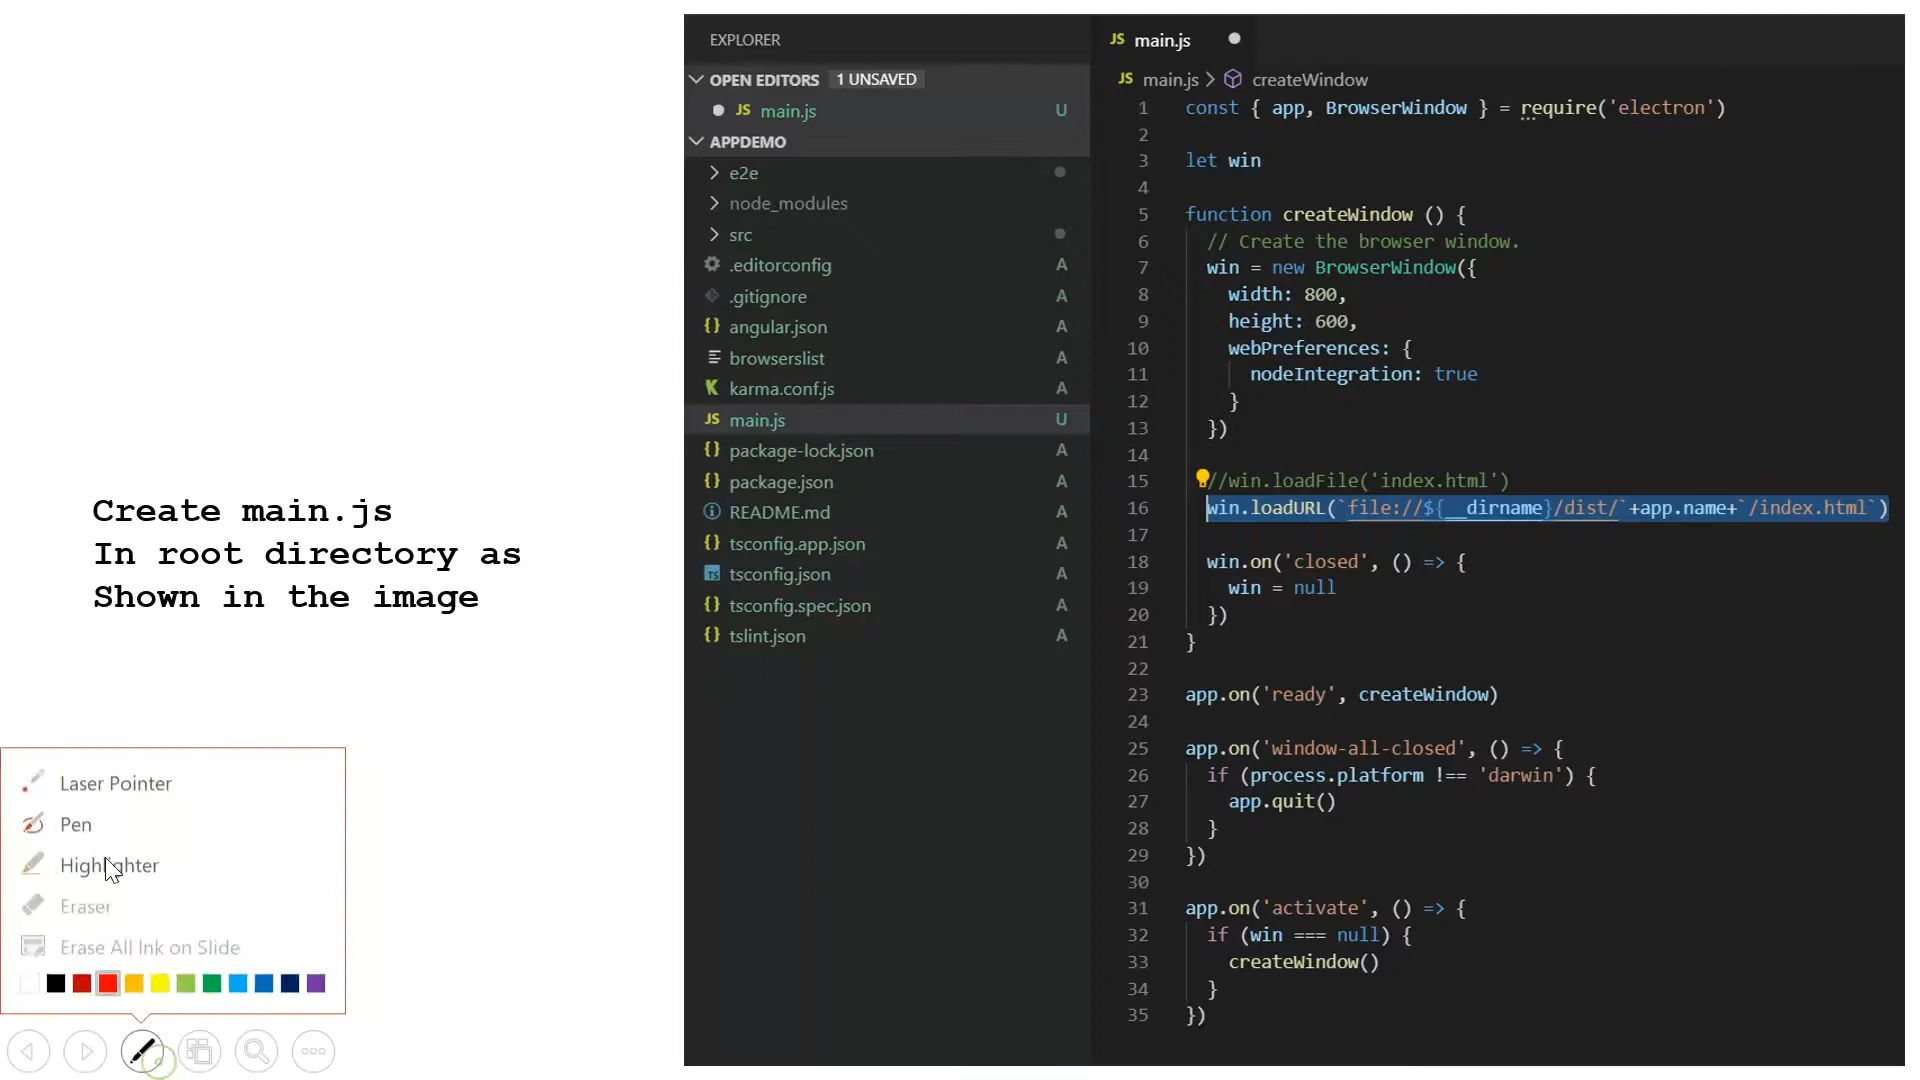 Create main.js
In root directory as
Shown in the image
Laser Pointer
Pen
Highlighter
Eraser
Erase All Ink on Slide
EXPLORER
OPEN EDITORS 1 UNSAVED
JS main.js U
APPDEMO
e2e
node_modules
src
.editorconfig A
.gitignore A
{} angular.json A
browserslist A
K karma.conf.js A
JS main.js U
{} package-lock.json A
{} package.json A
README.md A
{} tsconfig.app.json A
TS tsconfig.json A
{} tsconfig.spec.json A
{} tslint.json A
JS main.js
JS main.js > createWindow
1 const { app, BrowserWindow } = require('electron')
2
3 let win
4
5 function createWindow () {
6 // Create the browser window.
7 win = new BrowserWindow({
8 width: 800,
9 height: 600,
10 webPreferences: {
11 nodeIntegration: true
12 }
13 })
14
15 //win.loadFile('index.html')
16 win.loadURL(`file://${__dirname}/dist/`+app.name+`/index.html`)
17
18 win.on('closed', () => {
19 win = null
20 })
21 }
22
23 app.on('ready', createWindow)
24
25 app.on('window-all-closed', () => {
26 if (process.platform !== 'darwin') {
27 app.quit()
28 }
29 })
30
31 app.on('activate', () => {
32 if (win === null) {
33 createWindow()
34 }
35 })